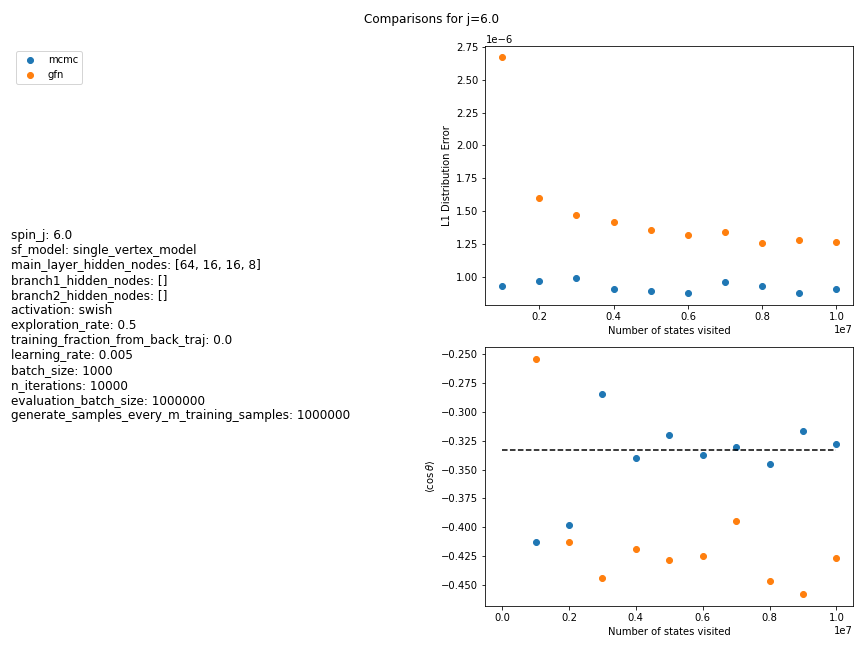 Comparisons for j=6.0
mcmc
gfn
spin_j: 6.0
sf_model: single_vertex_model
main_layer_hidden_nodes: [64, 16, 16, 8]
branch1_hidden_nodes: []
branch2_hidden_nodes: []
activation: swish
exploration_rate: 0.5
training_fraction_from_back_traj: 0.0
learning_rate: 0.005
batch_size: 1000
n_iterations: 10000
evaluation_batch_size: 1000000
generate_samples_every_m_training_samples: 1000000
1e−6
2.75
2.50
2.25
2.00
1.75
1.50
1.25
1.00
L1 Distribution Error
0.2 0.4 0.6 0.8 1.0
Number of states visited
1e7
−0.250
−0.275
−0.300
−0.325
−0.350
−0.375
−0.400
−0.425
−0.450
⟨cos θ⟩
0.0 0.2 0.4 0.6 0.8 1.0
Number of states visited
1e7